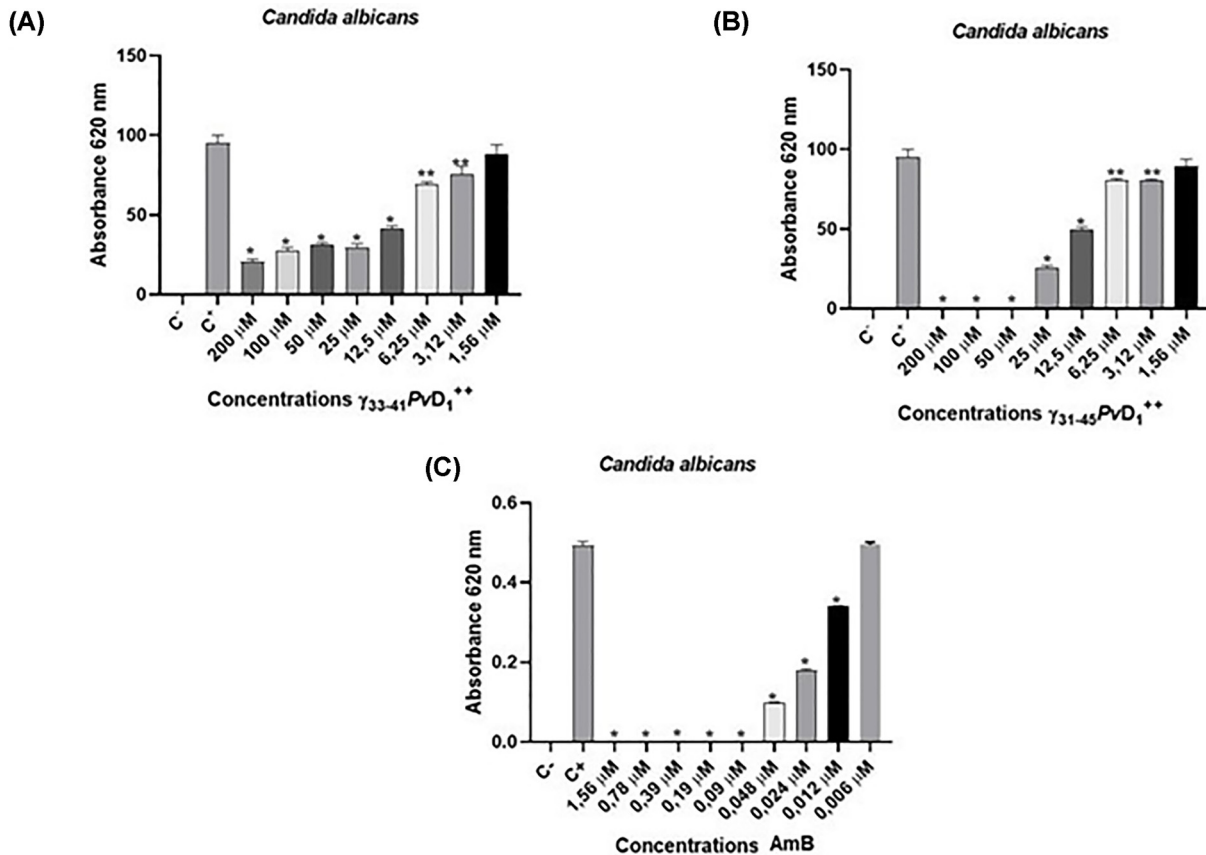 (A)
Candida albicans
Absorbance 620 nm
150
100
50
0
C-
C+
200 µM
100 µM
50 µM
25 µM
12,5 µM
6,25 µM
3,12 µM
1,56 µM
* * * * * ** **
Concentrations γ33-41PvD1++
(B)
Candida albicans
Absorbance 620 nm
150
100
50
0
C-
C+
200 µM
100 µM
50 µM
25 µM
12,5 µM
6,25 µM
3,12 µM
1,56 µM
* * * * * ** **
Concentrations γ31-45PvD1++
(C)
Candida albicans
Absorbance 620 nm
0.6
0.4
0.2
0.0
C-
C+
1,56 µM
0,78 µM
0,39 µM
0,19 µM
0,09 µM
0,048 µM
0,024 µM
0,012 µM
0,006 µM
* * * * * * * *
Concentrations AmB